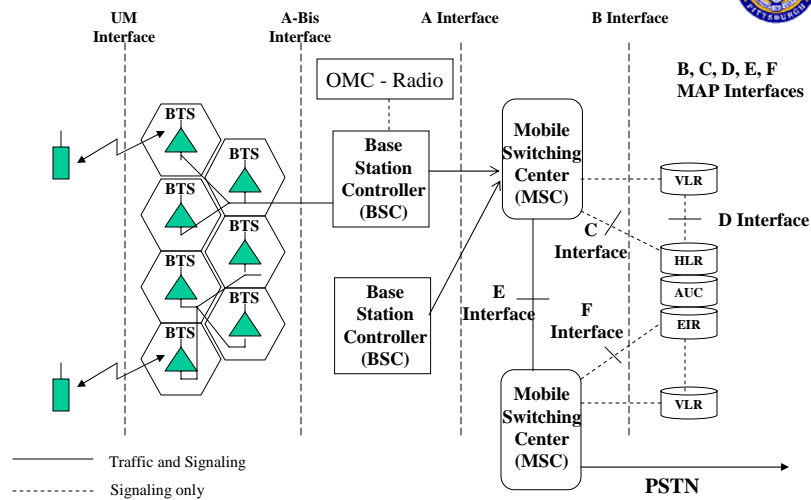 UM
Interface
A-Bis
Interface
A Interface
B Interface
PITTSBURGH
B, C, D, E, F
MAP Interfaces
OMC - Radio
BTS
BTS
BTS
BTS
BTS
BTS
BTS
Base
Station
Controller
(BSC)
Mobile
Switching
Center
(MSC)
VLR
D Interface
C
Interface
HLR
AUC
EIR
Base
Station
Controller
(BSC)
E
Interface
F
Interface
VLR
Mobile
Switching
Center
(MSC)
Traffic and Signaling
Signaling only
PSTN